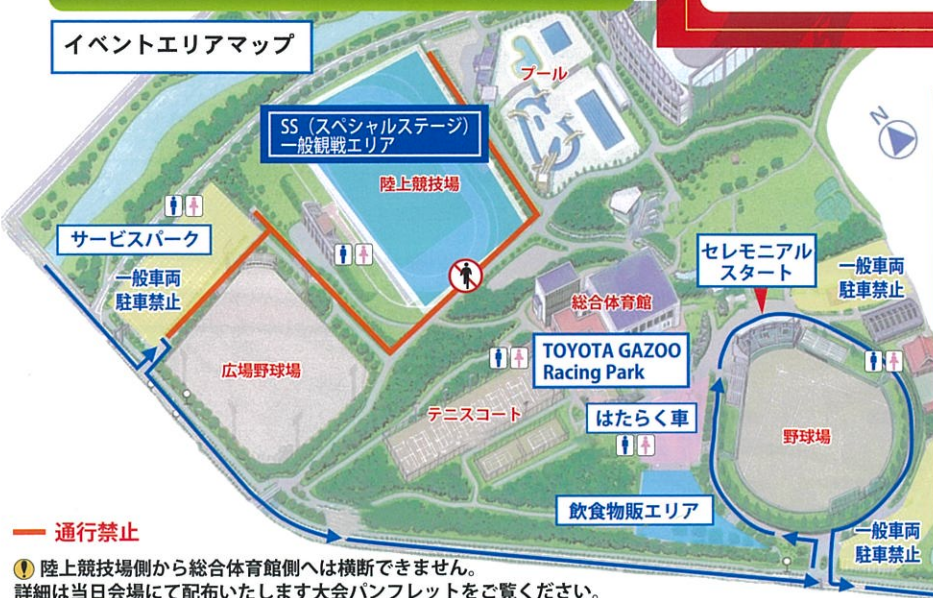 イベントエリアマップ
プール
N
SS（スペシャルステージ）
一般観戦エリア
陸上競技場
サービスパーク
一般車両
駐車禁止
セレモニアル
スタート
一般車両
駐車禁止
総合体育館
TOYOTA GAZOO
Racing Park
広場野球場
テニスコート
はたらく車
野球場
飲食物販エリア
一般車両
駐車禁止
通行禁止
! 陸上競技場側から総合体育館側へは横断できません。
詳細は当日会場にて配布いたします大会パンフレットをご覧ください。